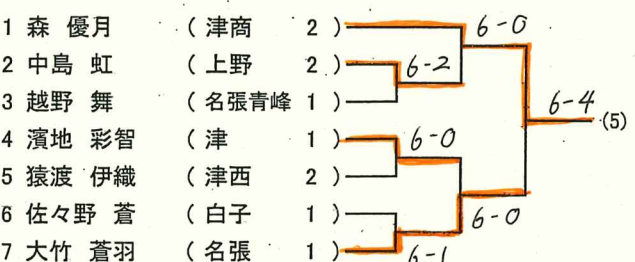 1 森 優月 ( 津商 2 ) 6-0
2 中島 虹 ( 上野 2 ) 6-2
3 越野 舞 ( 名張青峰 1 ) 6-4 (5)
4 濱地 彩智 ( 津 1 ) 6-0
5 猿渡 伊織 ( 津西 2 )
6 佐々野 蒼 ( 白子 1 ) 6-0
7 大竹 蒼羽 ( 名張 1 ) 6-1